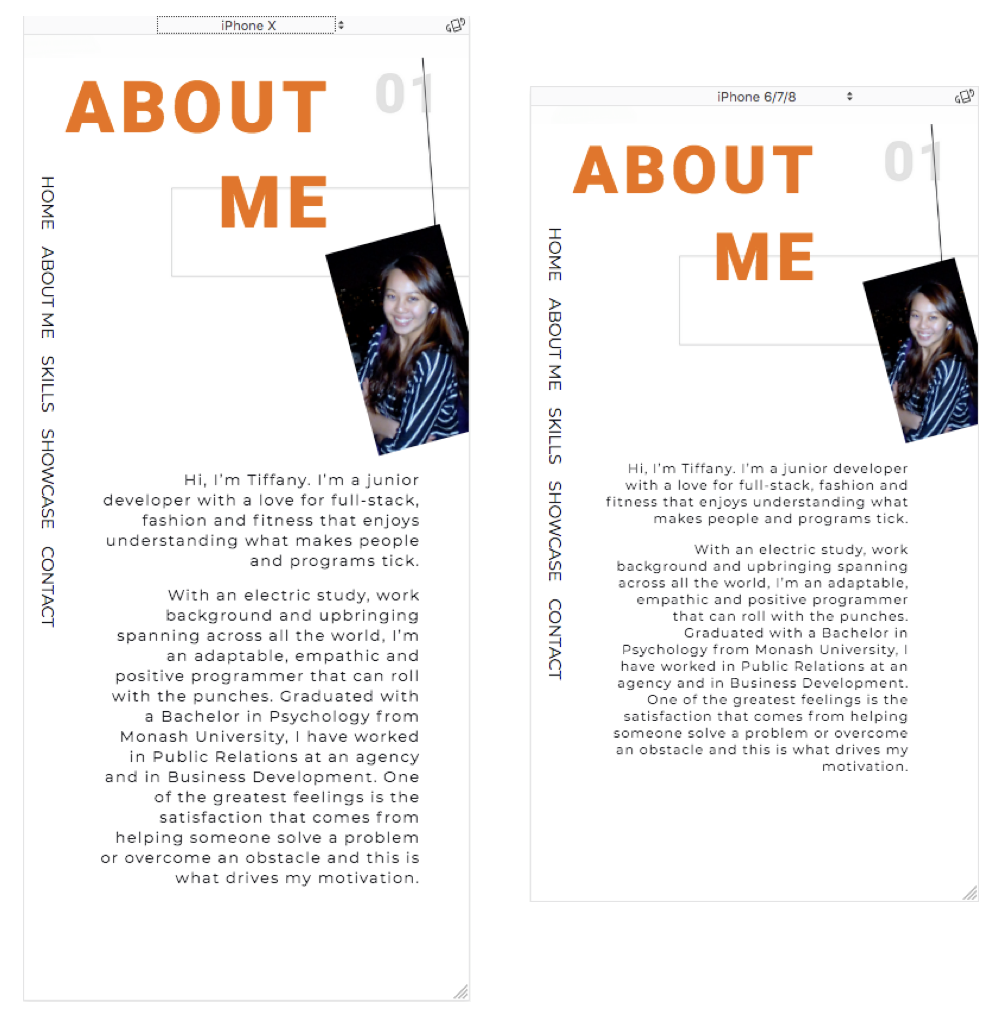 iPhone X
ABOUT
01
ME
HOME ABOUT ME SKILLS SHOWCASE CONTACT
Hi, I'm Tiffany. I'm a junior
developer with a love for full-stack,
fashion and fitness that enjoys
understanding what makes people
and programs tick.
With an electric study, work
background and upbringing
spanning across all the world, I'm
an adaptable, empathic and
positive programmer that can roll
with the punches. Graduated with
a Bachelor in Psychology from
Monash University, I have worked
in Public Relations at an agency
and in Business Development. One
of the greatest feelings is the
satisfaction that comes from
helping someone solve a problem
or overcome an obstacle and this is
what drives my motivation.
iPhone 6/7/8
ABOUT
01
ME
HOME ABOUT ME SKILLS SHOWCASE CONTACT
Hi, I'm Tiffany. I'm a junior developer
with a love for full-stack, fashion and
fitness that enjoys understanding what
makes people and programs tick.
With an electric study, work
background and upbringing spanning
across all the world, I'm an adaptable,
empathic and positive programmer
that can roll with the punches.
Graduated with a Bachelor in
Psychology from Monash University, I
have worked in Public Relations at an
agency and in Business Development.
One of the greatest feelings is the
satisfaction that comes from helping
someone solve a problem or overcome
an obstacle and this is what drives my
motivation.